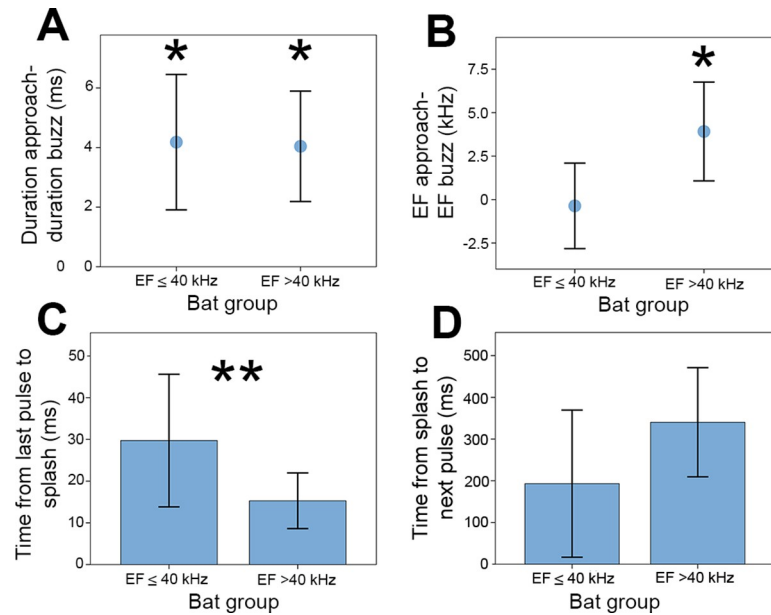 A
Duration approach-
duration buzz (ms)
6
4
2
0
0
*
*
EF ≤ 40 kHz
EF >40 kHz
Bat group
B
EF approach-
EF buzz (kHz)
7.5
5.0
2.5
0
-2.5
*
EF ≤ 40 kHz
EF >40 kHz
Bat group
C
Time from last pulse to
splash (ms)
50
40
30
20
10
0
**
EF ≤ 40 kHz
EF >40 kHz
Bat group
D
Time from splash to
next pulse (ms)
500
400
300
200
100
0
EF ≤ 40 kHz
EF >40 kHz
Bat group